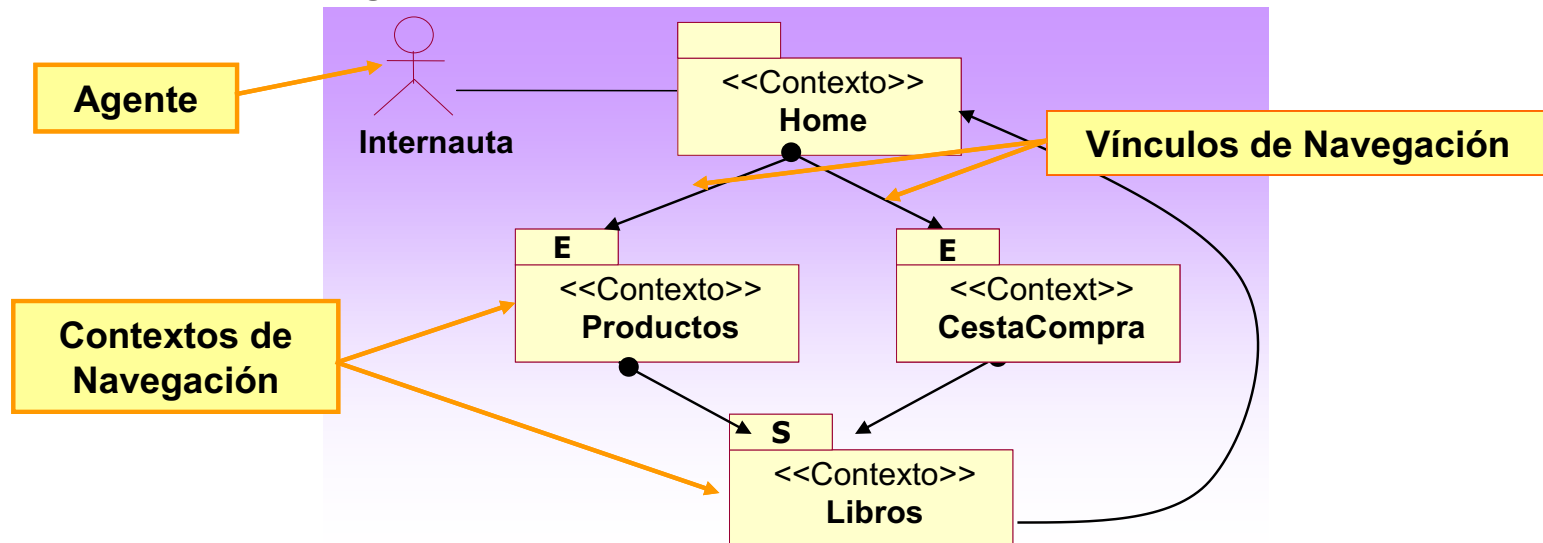 Agente
Internauta
<<Contexto>>
Home
Vínculos de Navegación
E
<<Contexto>>
Productos
E
<<Context>>
CestaCompra
Contextos de
Navegación
S
<<Contexto>>
Libros